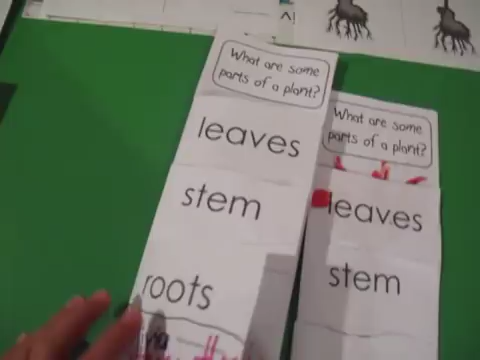 What are some
parts of a plant?
leaves
stem
roots
What are some
parts of a plant?
leaves
stem